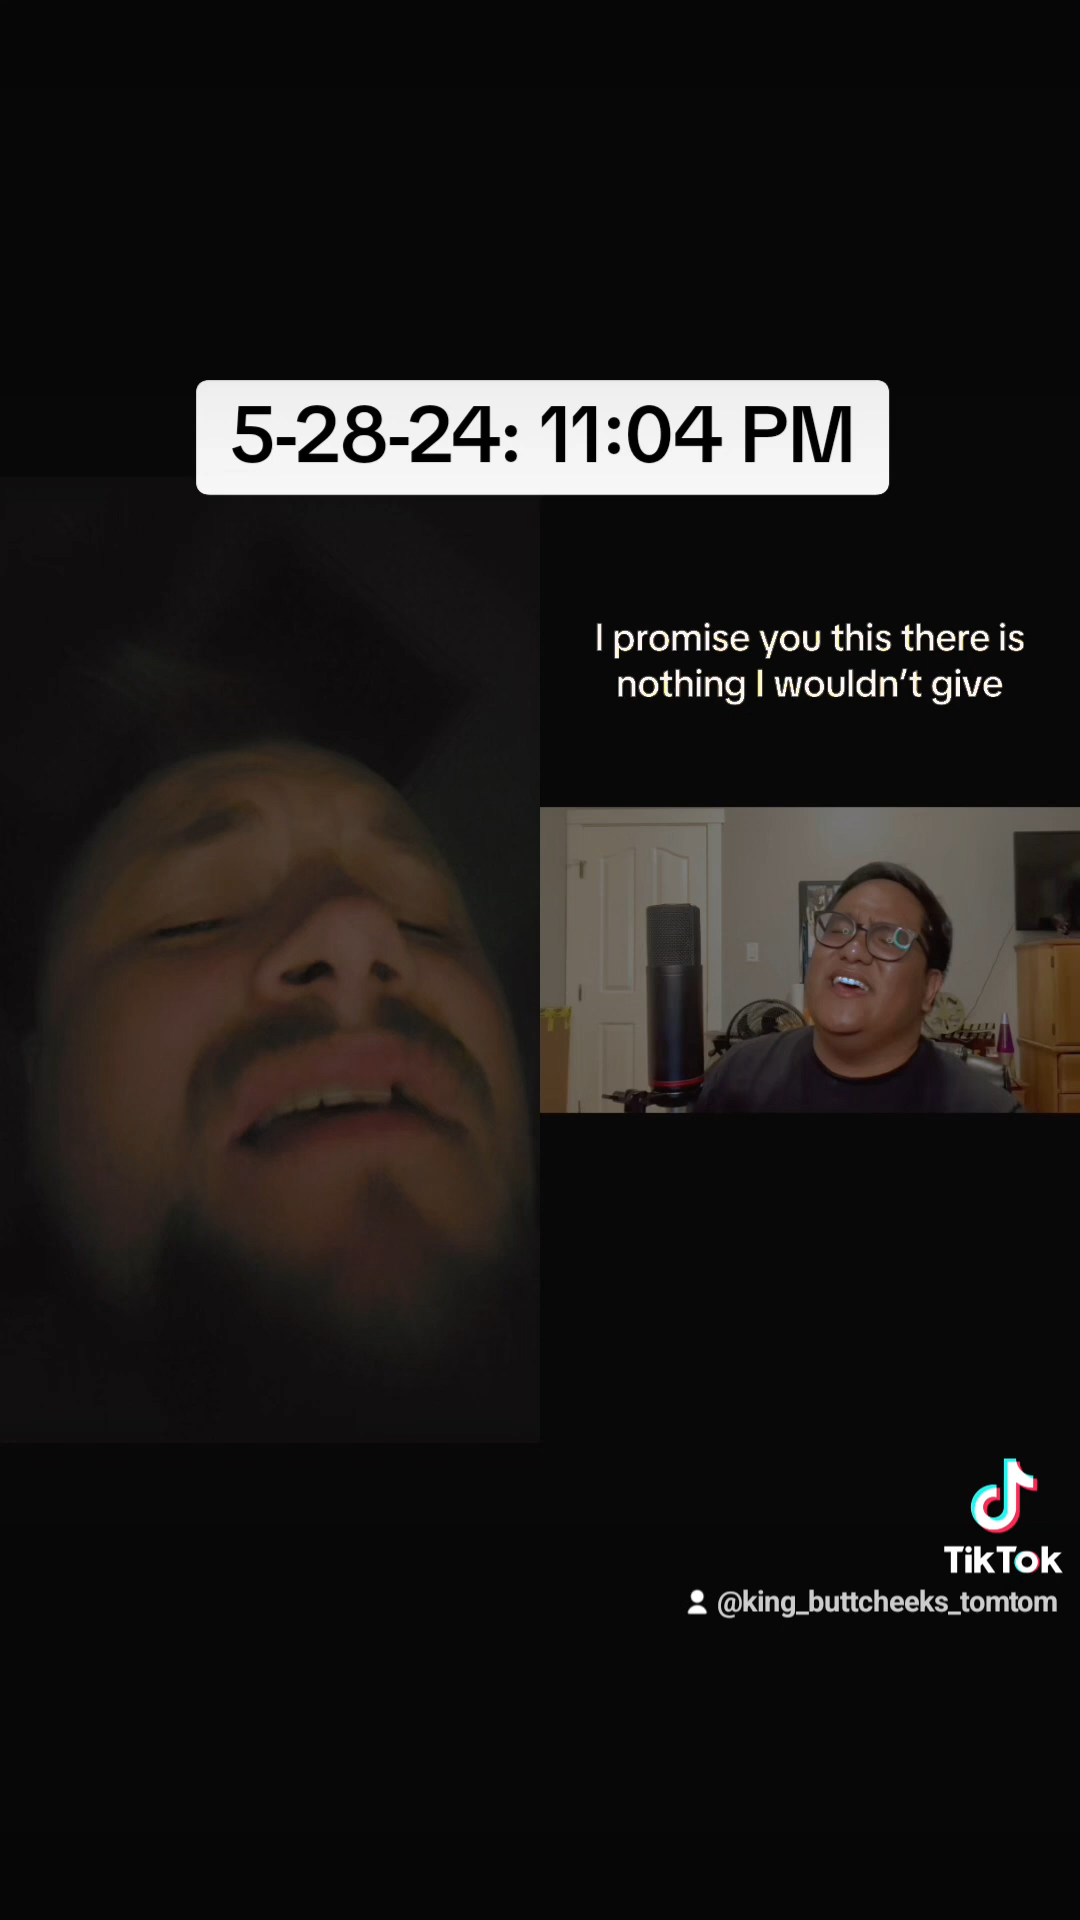 5-28-24: 11:04 PM
I promise you this there is
nothing I wouldn't give
TikTok
@king_buttcheeks_tomtom